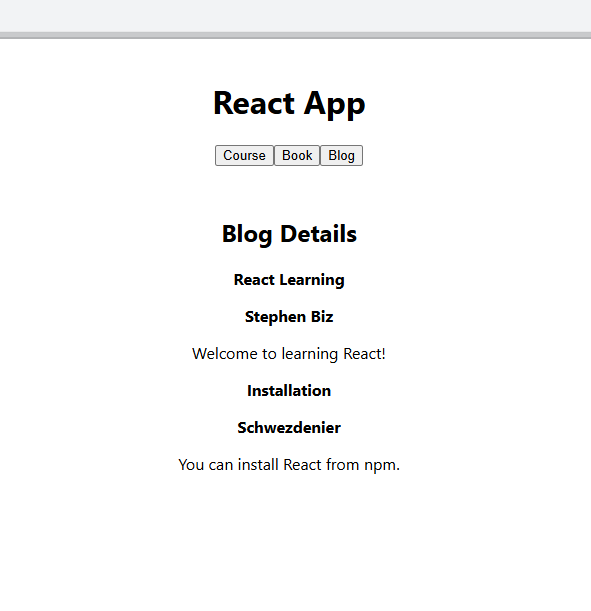 React App
Course Book Blog
Blog Details
React Learning
Stephen Biz
Welcome to learning React!
Installation
Schwezdenier
You can install React from npm.